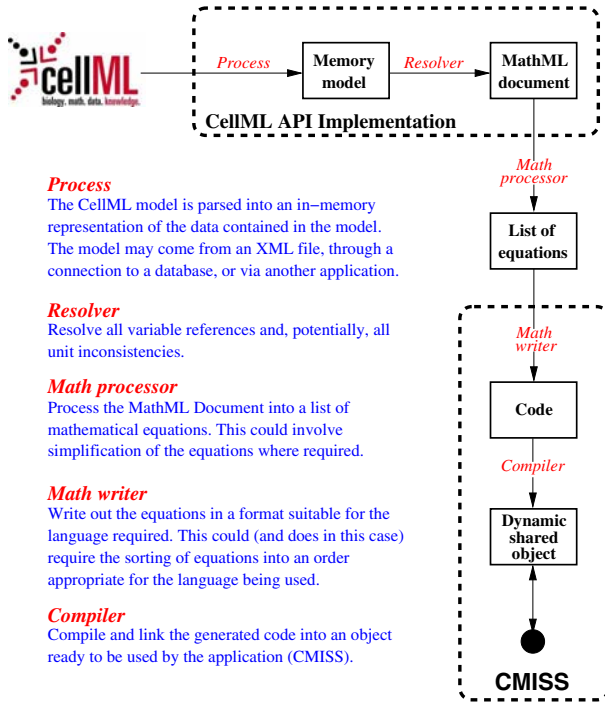 cellML
biology. math. data. knowledge.
Process
Memory
model
Resolver
MathML
document
CellML API Implementation
Math
processor
List of
equations
Math
writer
Code
Compiler
Dynamic
shared
object
CMISS
Process
The CellML model is parsed into an in−memory
representation of the data contained in the model.
The model may come from an XML file, through a
connection to a database, or via another application.
Resolver
Resolve all variable references and, potentially, all
unit inconsistencies.
Math processor
Process the MathML Document into a list of
mathematical equations. This could involve
simplification of the equations where required.
Math writer
Write out the equations in a format suitable for the
language required. This could (and does in this case)
require the sorting of equations into an order
appropriate for the language being used.
Compiler
Compile and link the generated code into an object
ready to be used by the application (CMISS).